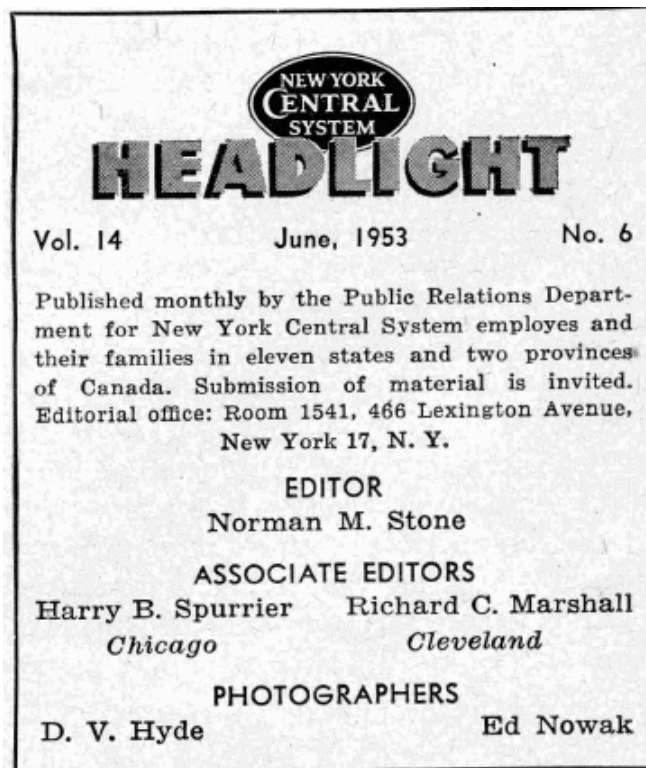 NEW YORK
CENTRAL
SYSTEM
HEADLIGHT
Vol. 14 June, 1953 No. 6
Published monthly by the Public Relations Depart-
ment for New York Central System employes and
their families in eleven states and two provinces
of Canada. Submission of material is invited.
Editorial office: Room 1541, 466 Lexington Avenue,
New York 17, N. Y.
EDITOR
Norman M. Stone
ASSOCIATE EDITORS
Harry B. Spurrier Richard C. Marshall
Chicago Cleveland
PHOTOGRAPHERS
D. V. Hyde Ed Nowak